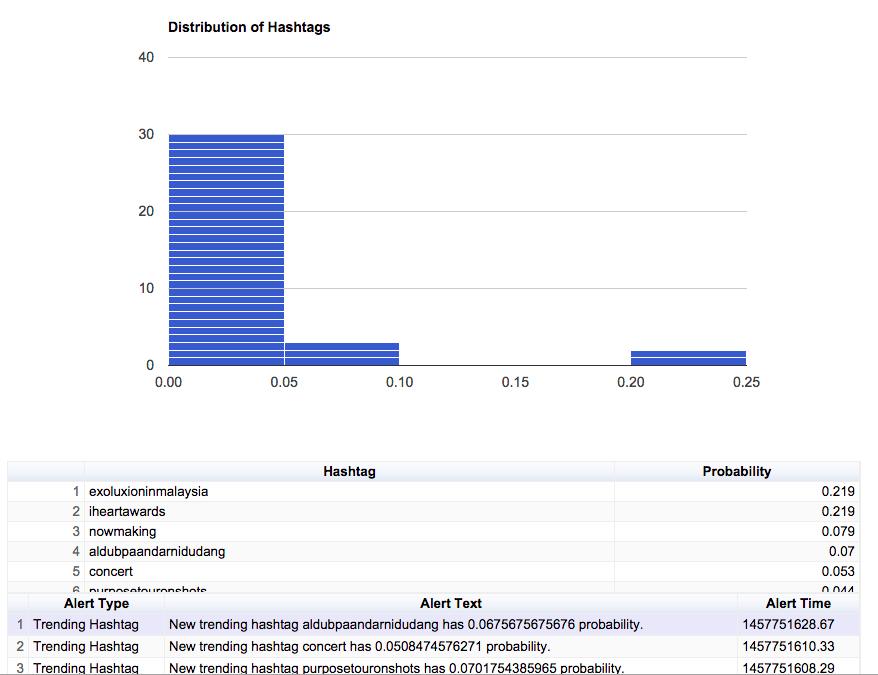 Distribution of Hashtags
40
30
20
10
0
0.00 0.05 0.10 0.15 0.20 0.25
Hashtag Probability
1 exoluxioninmalaysia 0.219
2 iheartawards 0.219
3 nowmaking 0.079
4 aldubpaandarnidudang 0.07
5 concert 0.053
6 purposetouronshots 0.044
Alert Type Alert Text Alert Time
1 Trending Hashtag New trending hashtag aldubpaandarnidudang has 0.0675675675676 probability. 1457751628.67
2 Trending Hashtag New trending hashtag concert has 0.0508474576271 probability. 1457751610.33
3 Trending Hashtag New trending hashtag purposetouronshots has 0.0701754385965 probability. 1457751608.29